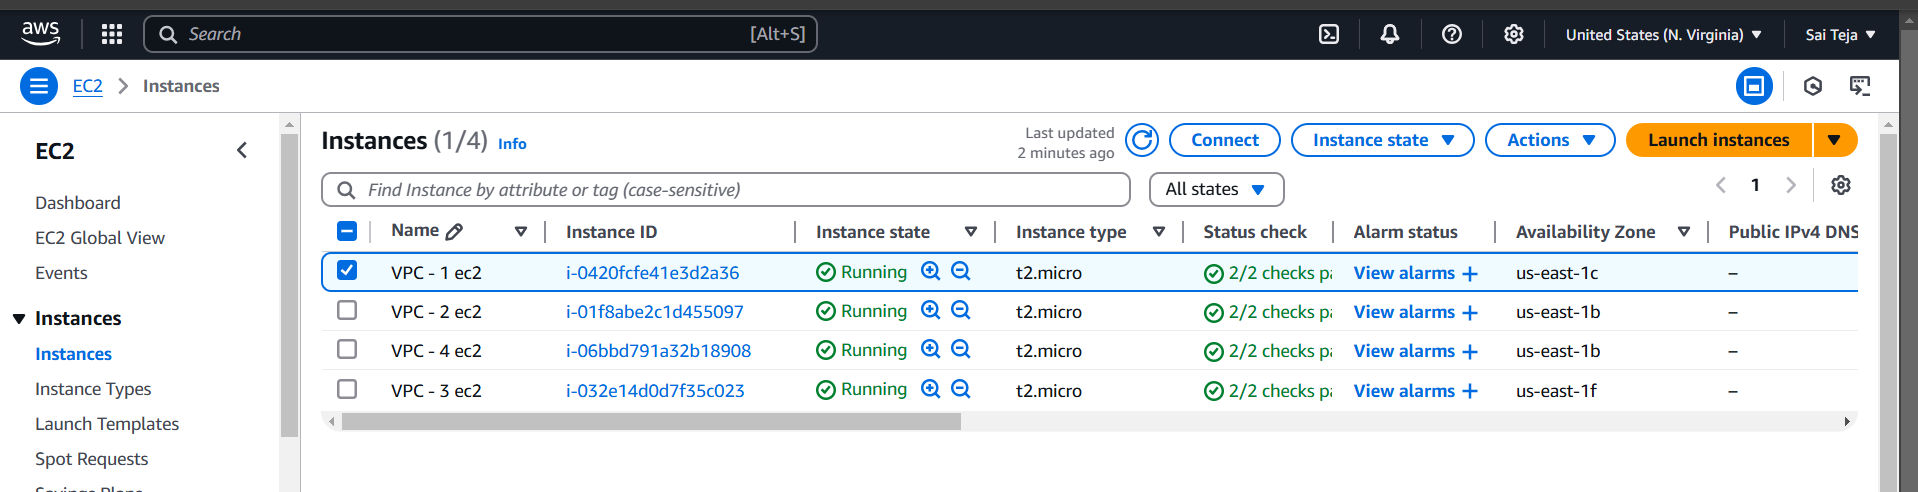 aws Search [Alt+S] United States (N. Virginia) Sai Teja
EC2 Instances
EC2
Dashboard
EC2 Global View
Events
Instances
Instances
Instance Types
Launch Templates
Spot Requests
Savings Plans
Instances (1/4) Info
Last updated
2 minutes ago
Connect Instance state Actions Launch instances
Find Instance by attribute or tag (case-sensitive) All states 1
Name Instance ID Instance state Instance type Status check Alarm status Availability Zone Public IPv4 DNS
VPC - 1 ec2 i-0420fcfe41e3d2a36 Running t2.micro 2/2 checks pa View alarms + us-east-1c –
VPC - 2 ec2 i-01f8abe2c1d455097 Running t2.micro 2/2 checks pa View alarms + us-east-1b –
VPC - 4 ec2 i-06bbd791a32b18908 Running t2.micro 2/2 checks pa View alarms + us-east-1b –
VPC - 3 ec2 i-032e14d0d7f35c023 Running t2.micro 2/2 checks pa View alarms + us-east-1f –